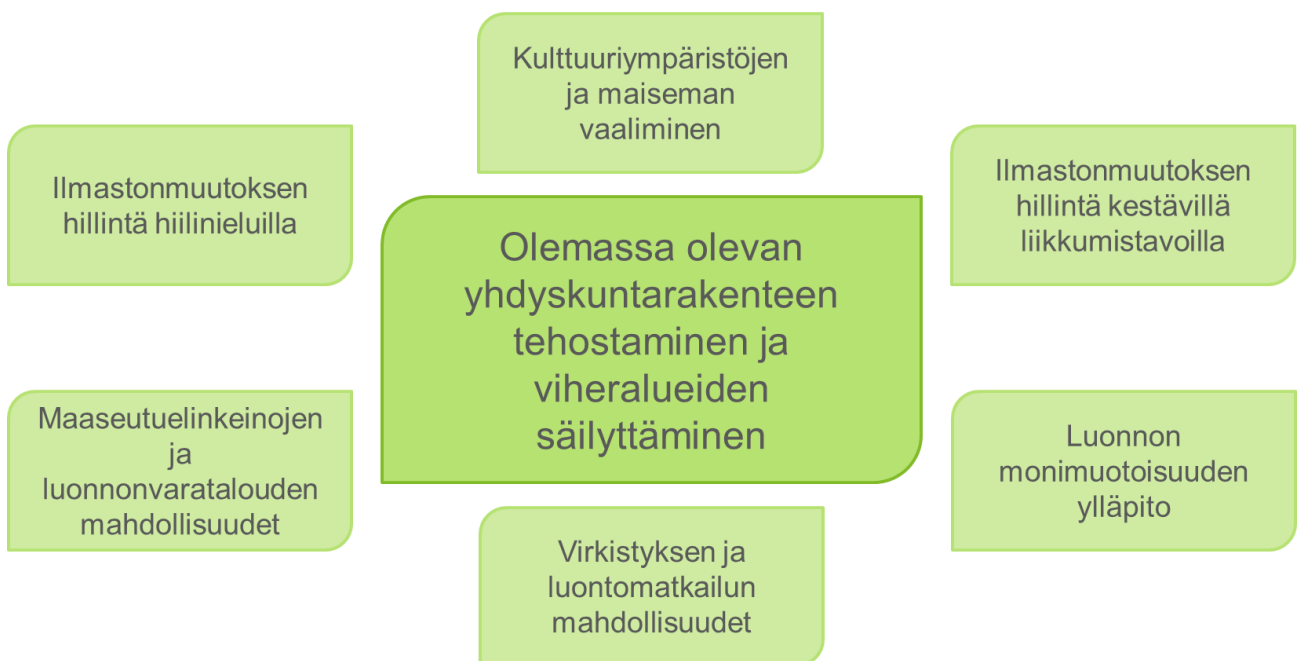 Kulttuuriympäristöjen
ja maiseman
vaaliminen
Ilmastonmuutoksen
hillintä hiilinieluilla
Ilmastonmuutoksen
hillintä kestävillä
liikkumistavoilla
Olemassa olevan
yhdyskuntarakenteen
tehostaminen ja
viheralueiden
säilyttäminen
Maaseutuelinkeinojen
ja
luonnonvaratalouden
mahdollisuudet
Luonnon
monimuotoisuuden
ylläpito
Virkistyksen ja
luontomatkailun
mahdollisuudet